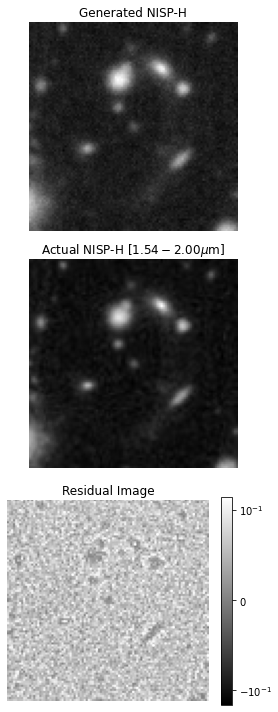 Generated NISP-H
Actual NISP-H [1.54 − 2.00μm]
Residual Image
10⁻¹
0
−10⁻¹